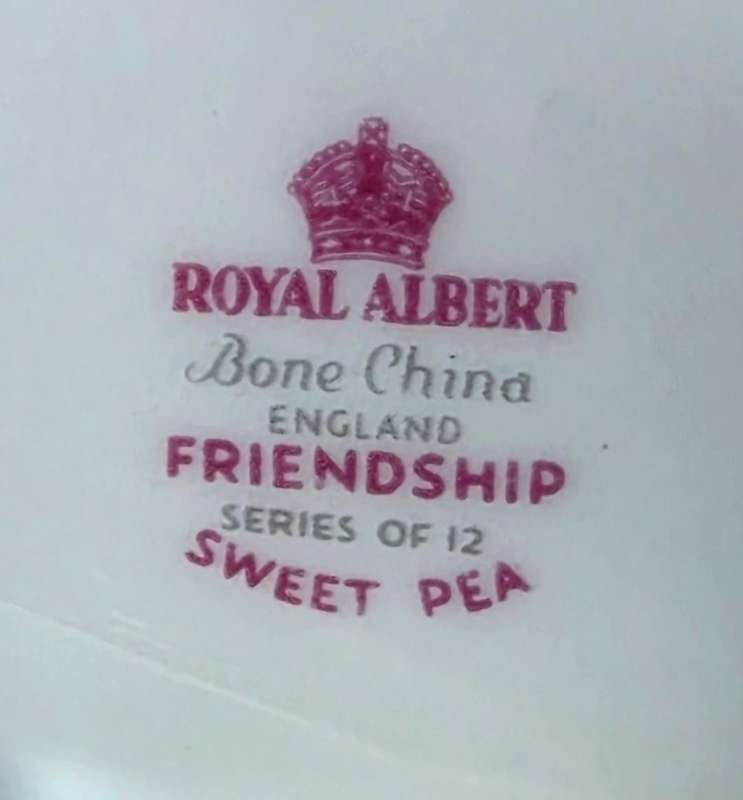 ROYAL ALBERT
Bone China
ENGLAND
FRIENDSHIP
SERIES OF 12
SWEET PEA